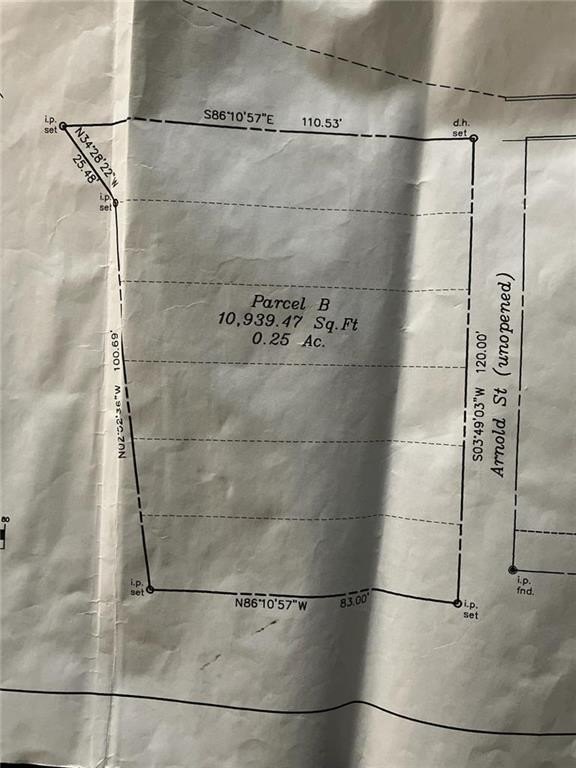 S86°10'57"E 110.53'
i.p.
set
d.h.
set
N34°28'22"W
25.48'
i.p.
set
Parcel B
10,939.47 Sq.Ft
0.25 Ac.
100.69'
S03°49'03"W 120.00'
Arnold St (unopened)
80
i.p.
set
N86°10'57"W 83.00'
i.p.
set
i.p.
fnd.